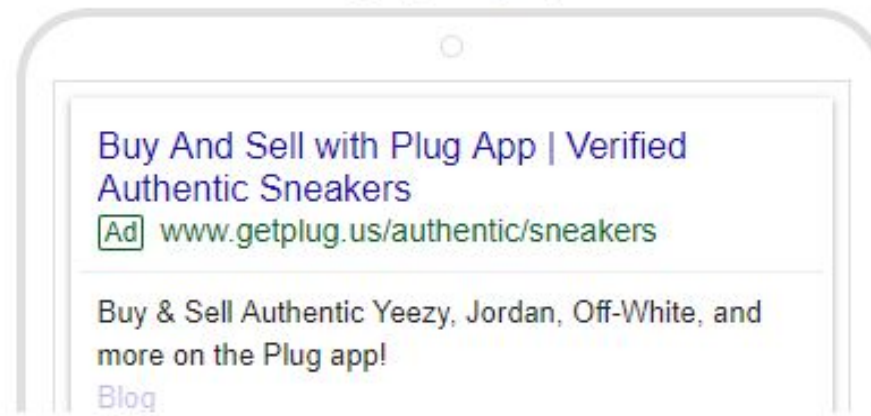 Buy And Sell with Plug App | Verified
Authentic Sneakers
Ad www.getplug.us/authentic/sneakers
Buy & Sell Authentic Yeezy, Jordan, Off-White, and
more on the Plug app!
Blog